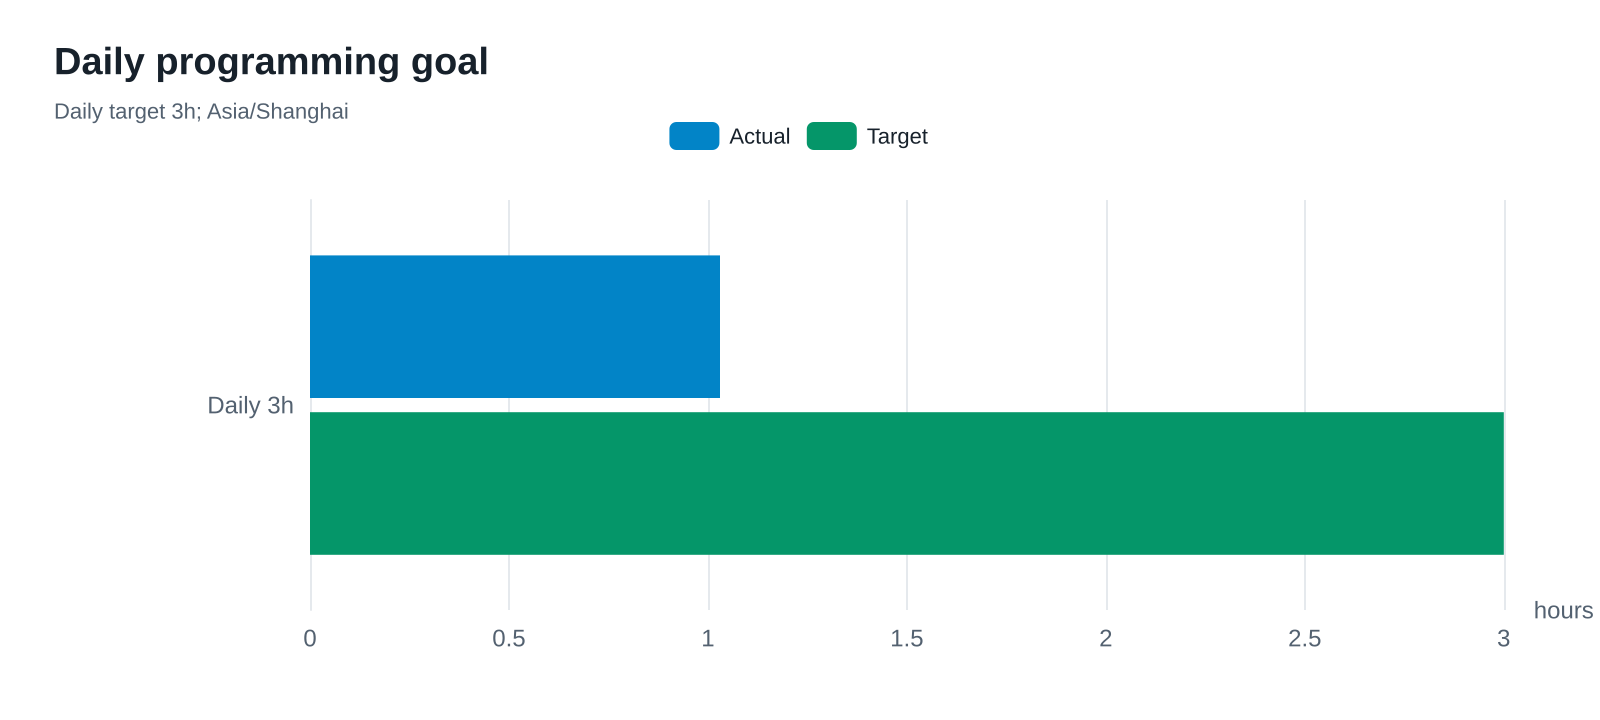 Daily programming goal
Daily target 3h; Asia/Shanghai
Actual Target
Daily 3h
hours
0 0.5 1 1.5 2 2.5 3